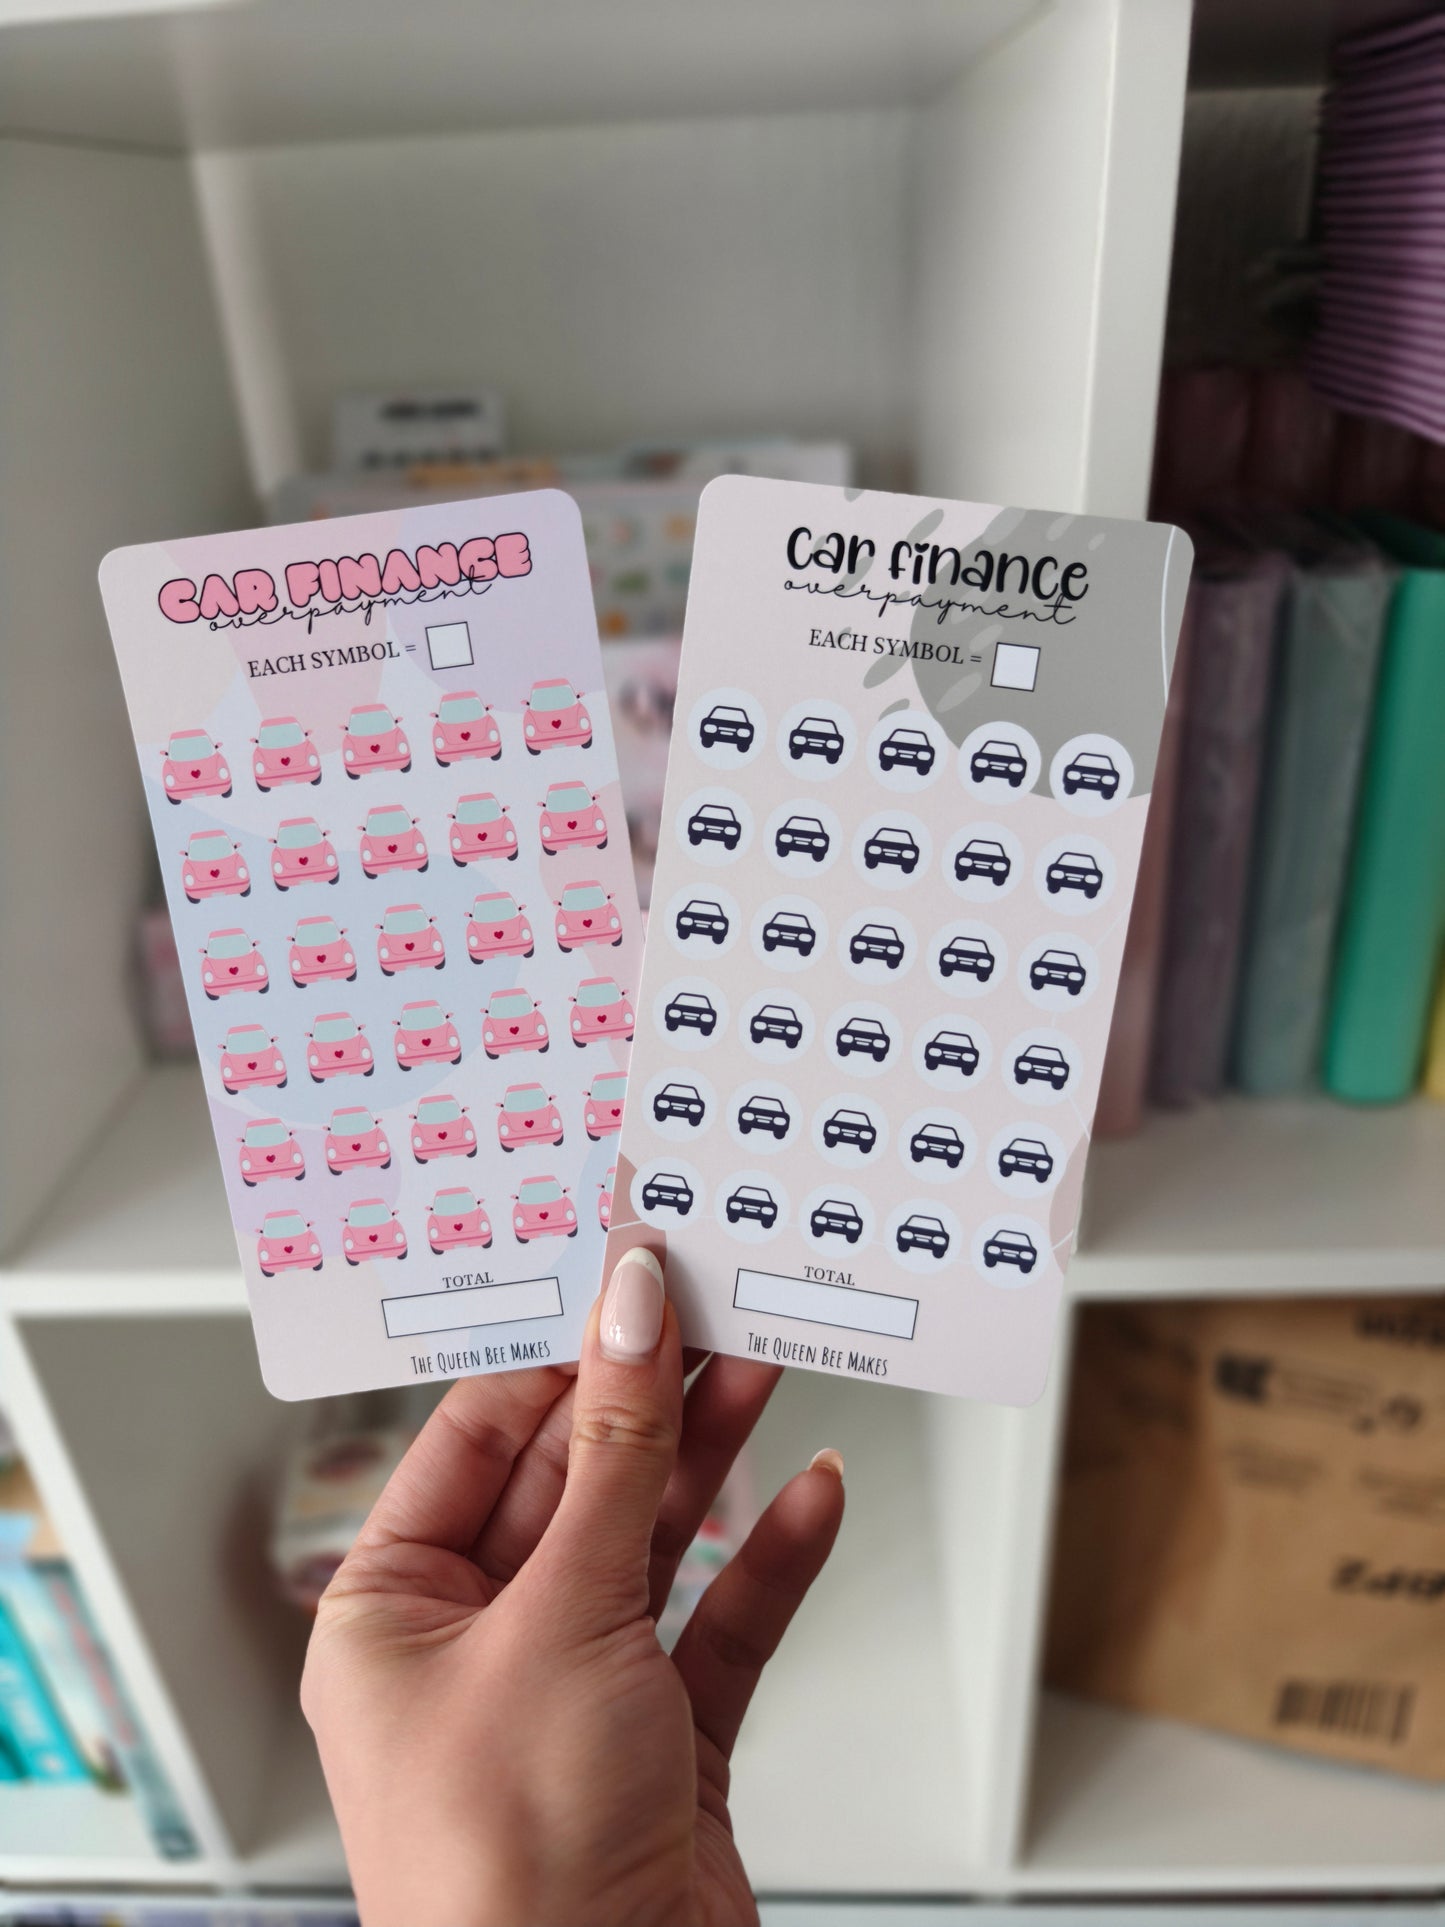 CAR FINANCE
overpayment
EACH SYMBOL =
TOTAL
THE QUEEN BEE MAKES
Car finance
overpayment
EACH SYMBOL =
TOTAL
THE QUEEN BEE MAKES